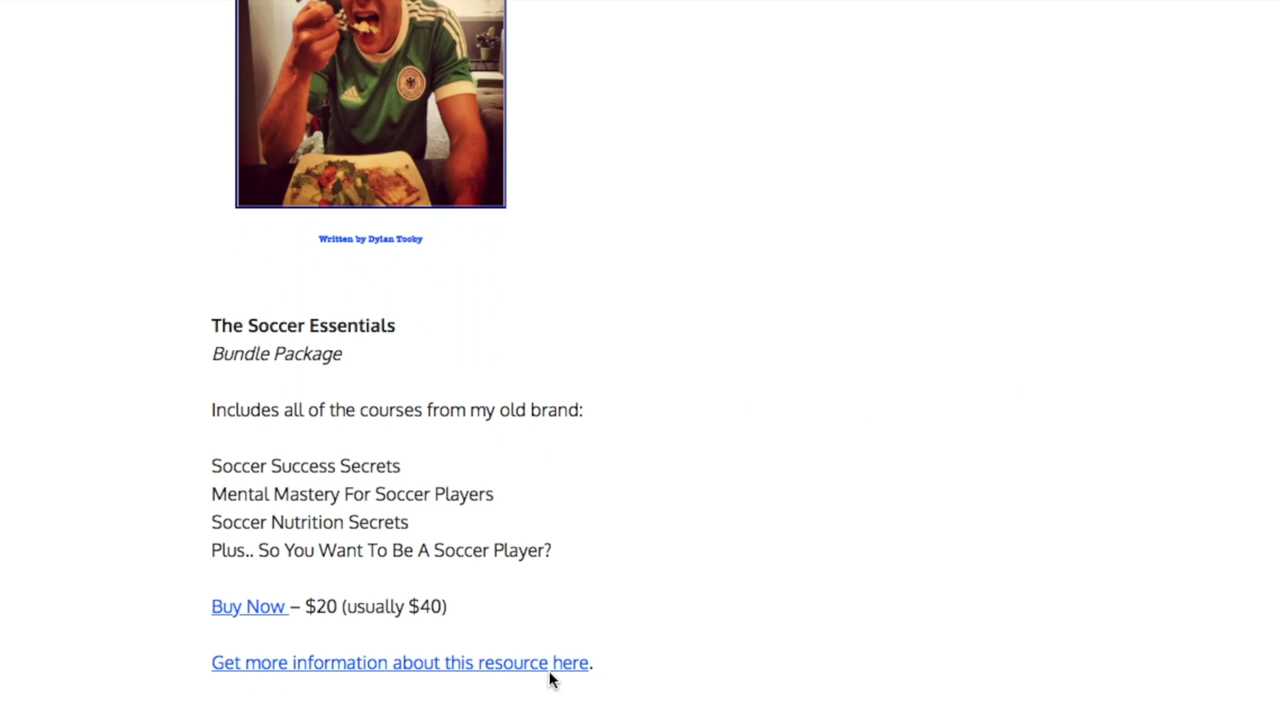 Written by Dylan Tooby
The Soccer Essentials
Bundle Package
Includes all of the courses from my old brand:
Soccer Success Secrets
Mental Mastery For Soccer Players
Soccer Nutrition Secrets
Plus.. So You Want To Be A Soccer Player?
Buy Now – $20 (usually $40)
Get more information about this resource here.